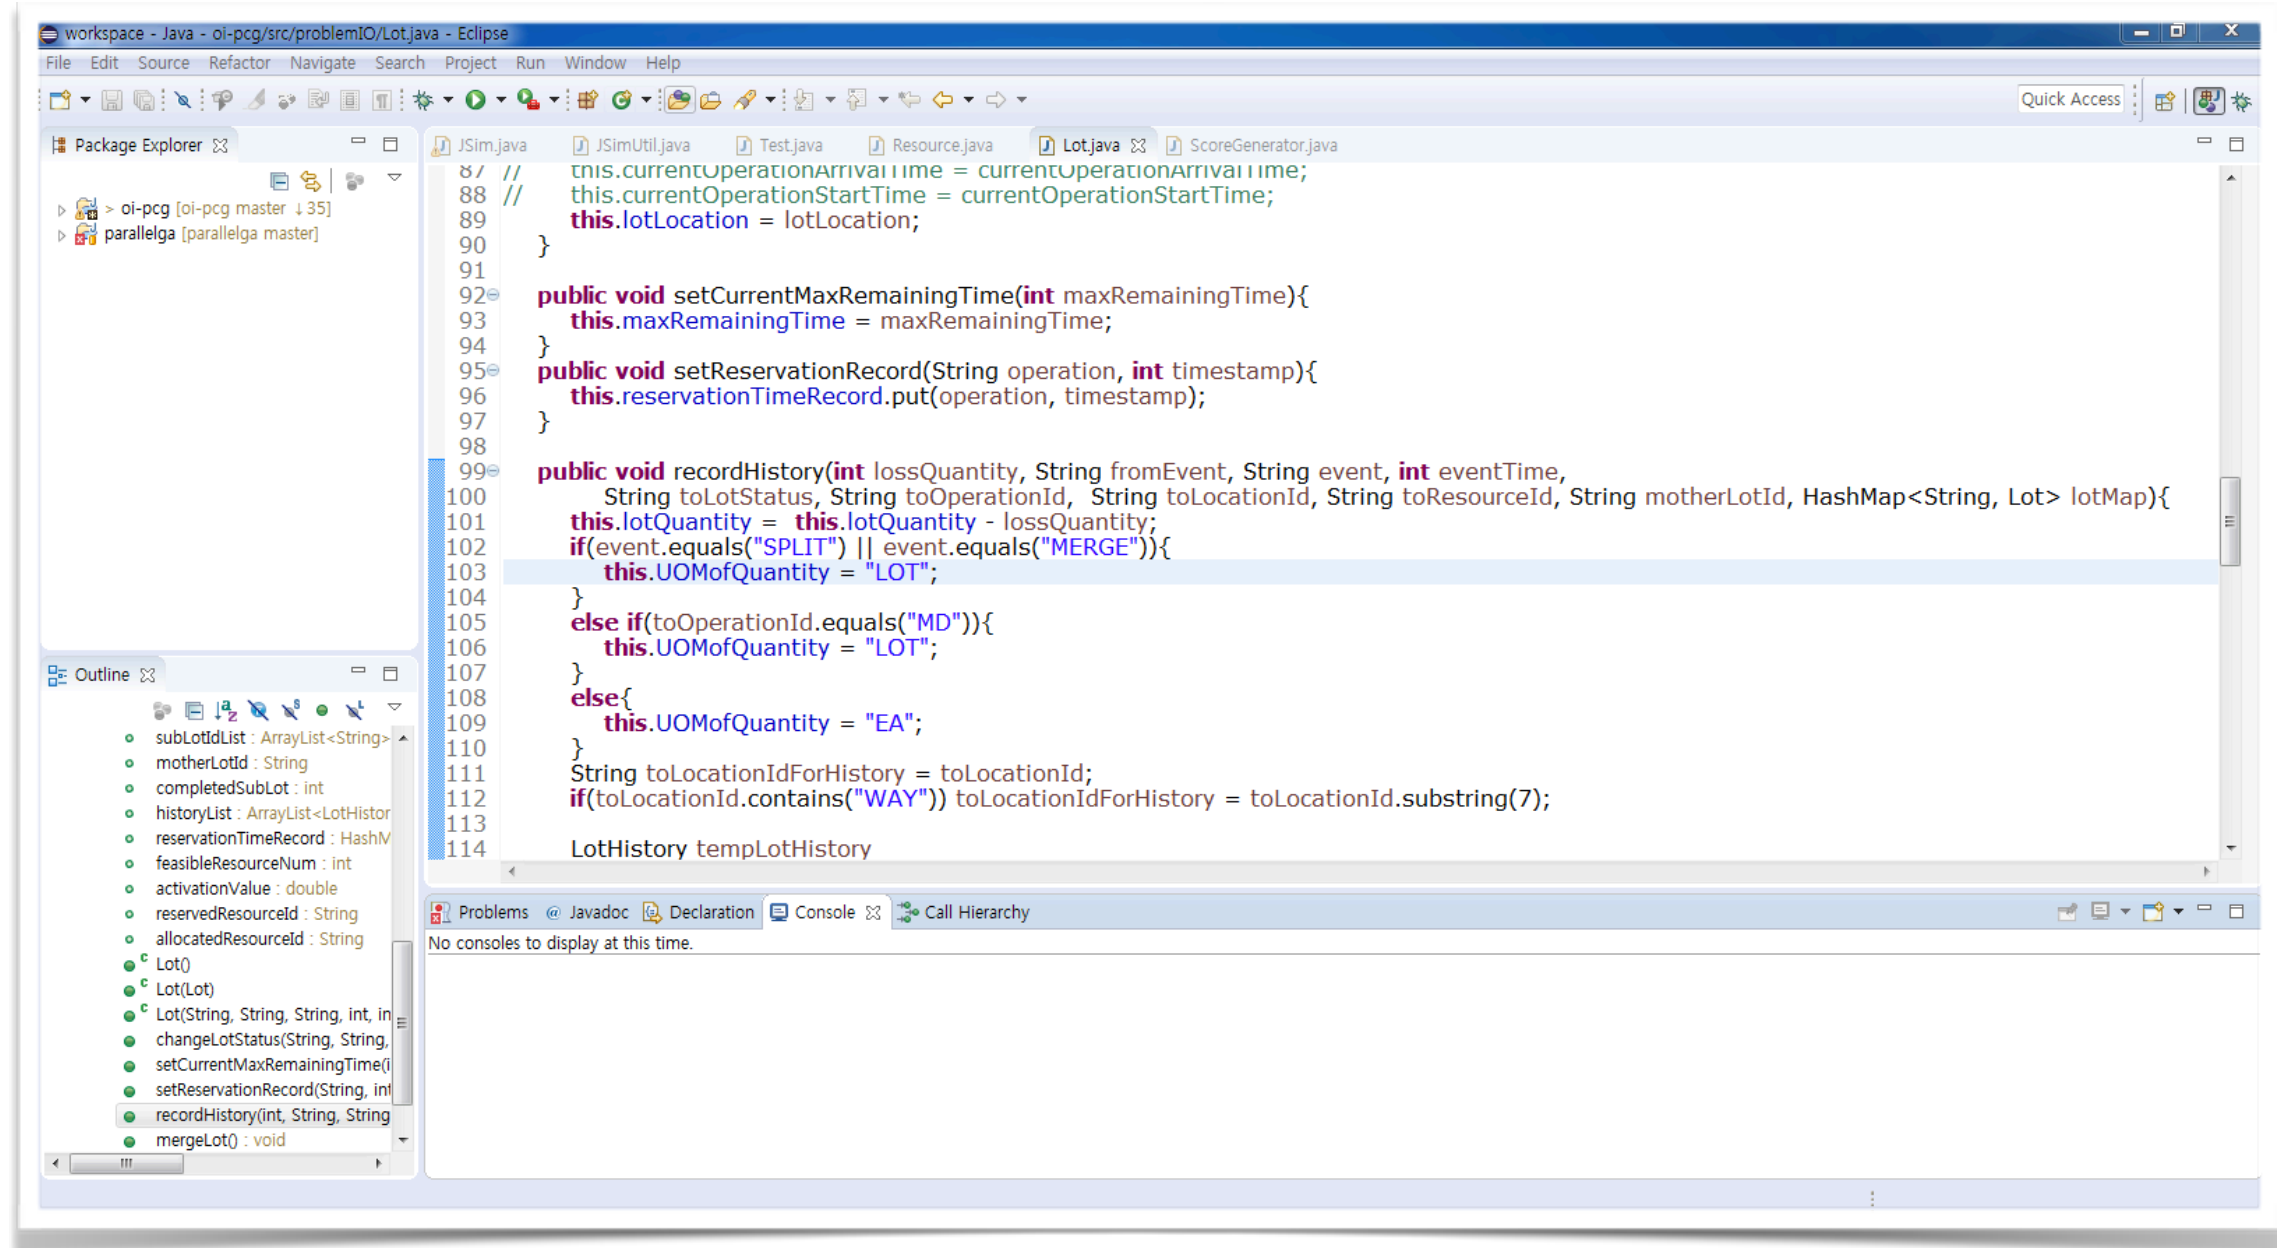 workspace - Java - oi-pcg/src/problemIO/Lot.java - Eclipse
File Edit Source Refactor Navigate Search Project Run Window Help
Quick Access
Package Explorer
> oi-pcg [oi-pcg master ↓35]
parallelga [parallelga master]
JSim.java JSimUtil.java Test.java Resource.java Lot.java ScoreGenerator.java
87 // this.currentOperationArrivalTime = currentOperationArrivalTime;
88 // this.currentOperationStartTime = currentOperationStartTime;
89 this.lotLocation = lotLocation;
90 }
91
92 public void setCurrentMaxRemainingTime(int maxRemainingTime){
93 this.maxRemainingTime = maxRemainingTime;
94 }
95 public void setReservationRecord(String operation, int timestamp){
96 this.reservationTimeRecord.put(operation, timestamp);
97 }
98
99 public void recordHistory(int lossQuantity, String fromEvent, String event, int eventTime,
100 String toLotStatus, String toOperationId, String toLocationId, String toResourceId, String motherLotId, HashMap<String, Lot> lotMap){
101 this.lotQuantity = this.lotQuantity - lossQuantity;
102 if(event.equals("SPLIT") || event.equals("MERGE")){
103 this.UOMofQuantity = "LOT";
104 }
105 else if(toOperationId.equals("MD")){
106 this.UOMofQuantity = "LOT";
107 }
108 else{
109 this.UOMofQuantity = "EA";
110 }
111 String toLocationIdForHistory = toLocationId;
112 if(toLocationId.contains("WAY")) toLocationIdForHistory = toLocationId.substring(7);
113
114 LotHistory tempLotHistory
Outline
subLotIdList : ArrayList<String>
motherLotId : String
completedSubLot : int
historyList : ArrayList<LotHistor
reservationTimeRecord : HashM
feasibleResourceNum : int
activationValue : double
reservedResourceId : String
allocatedResourceId : String
Lot()
Lot(Lot)
Lot(String, String, String, int, in
changeLotStatus(String, String,
setCurrentMaxRemainingTime(i
setReservationRecord(String, int
recordHistory(int, String, String
mergeLot() : void
Problems @ Javadoc Declaration Console Call Hierarchy
No consoles to display at this time.